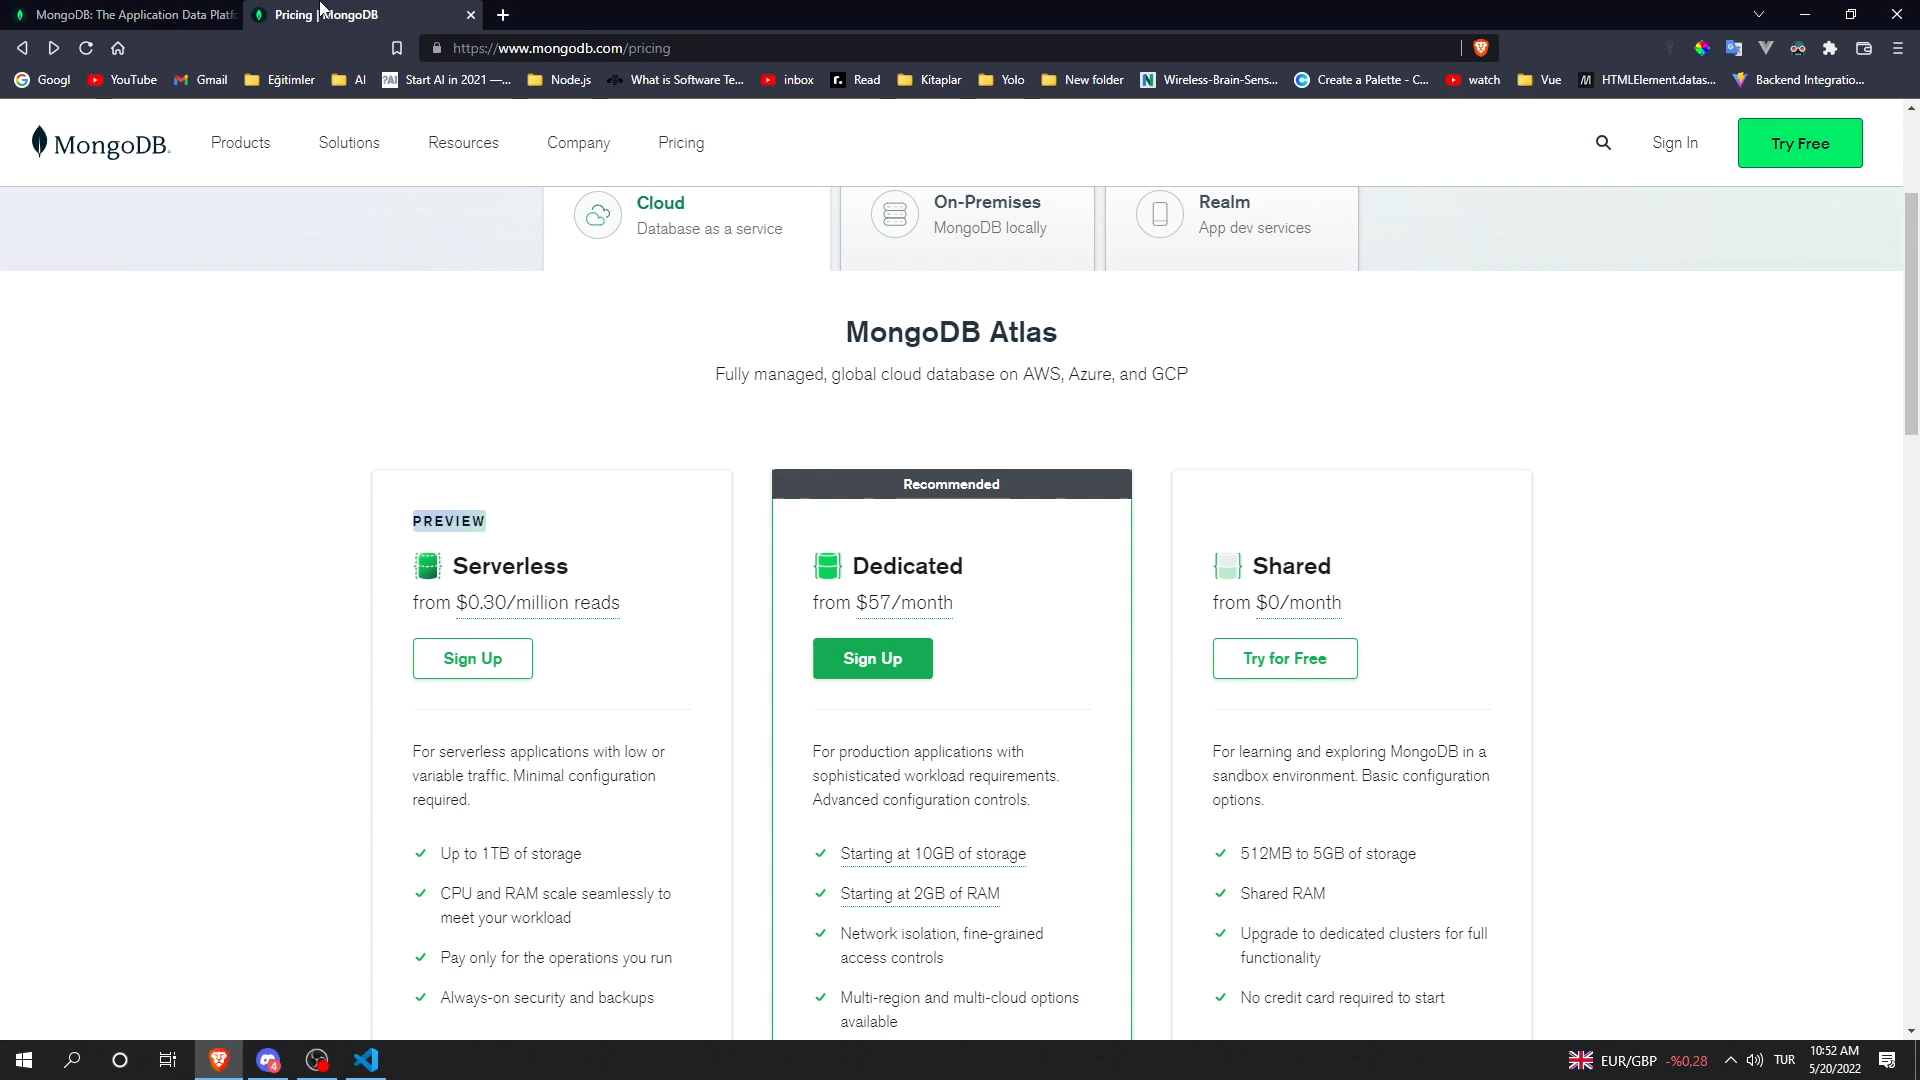 MongoDB: The Application Data Platf
Pricing | MongoDB
https://www.mongodb.com/pricing
Googl
YouTube
Gmail
Eğitimler
AI
Start AI in 2021 —...
Node.js
What is Software Te...
inbox
Read
Kitaplar
Yolo
New folder
Wireless-Brain-Sens...
Create a Palette - C...
watch
Vue
HTMLElement.datas...
Backend Integratio...
MongoDB.
Products
Solutions
Resources
Company
Pricing
Sign In
Try Free
Cloud
Database as a service
On-Premises
MongoDB locally
Realm
App dev services
MongoDB Atlas
Fully managed, global cloud database on AWS, Azure, and GCP
PREVIEW
Serverless
from $0.30/million reads
Sign Up
For serverless applications with low or
variable traffic. Minimal configuration
required.
Up to 1TB of storage
CPU and RAM scale seamlessly to
meet your workload
Pay only for the operations you run
Always-on security and backups
Recommended
Dedicated
from $57/month
Sign Up
For production applications with
sophisticated workload requirements.
Advanced configuration controls.
Starting at 10GB of storage
Starting at 2GB of RAM
Network isolation, fine-grained
access controls
Multi-region and multi-cloud options
available
Shared
from $0/month
Try for Free
For learning and exploring MongoDB in a
sandbox environment. Basic configuration
options.
512MB to 5GB of storage
Shared RAM
Upgrade to dedicated clusters for full
functionality
No credit card required to start
4
EUR/GBP -%0,28
TUR
10:52 AM
5/20/2022